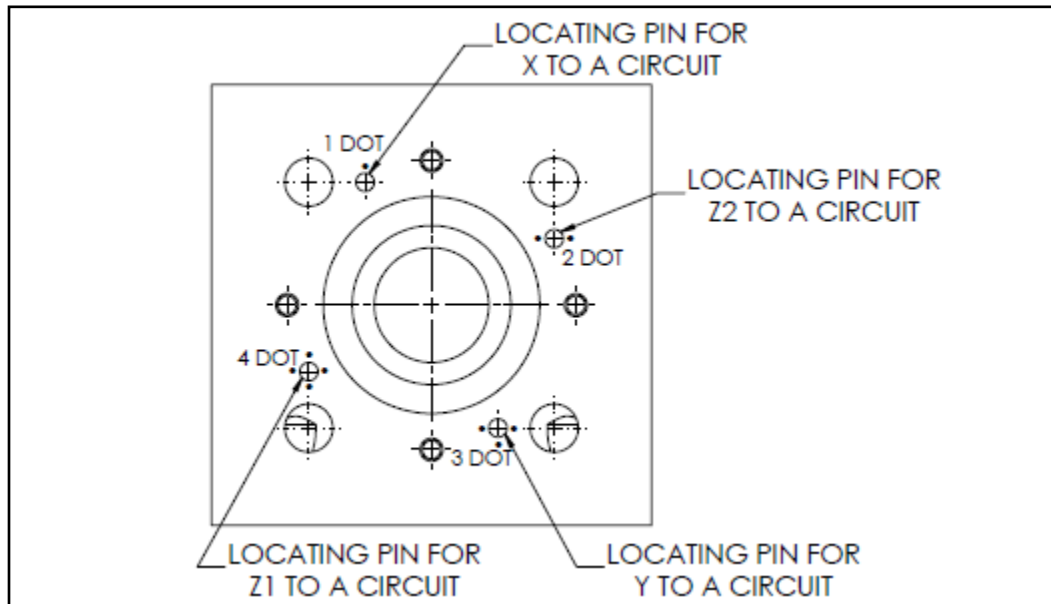 LOCATING PIN FOR
X TO A CIRCUIT
1 DOT
LOCATING PIN FOR
Z2 TO A CIRCUIT
2 DOT
4 DOT
3 DOT
LOCATING PIN FOR
Z1 TO A CIRCUIT
LOCATING PIN FOR
Y TO A CIRCUIT